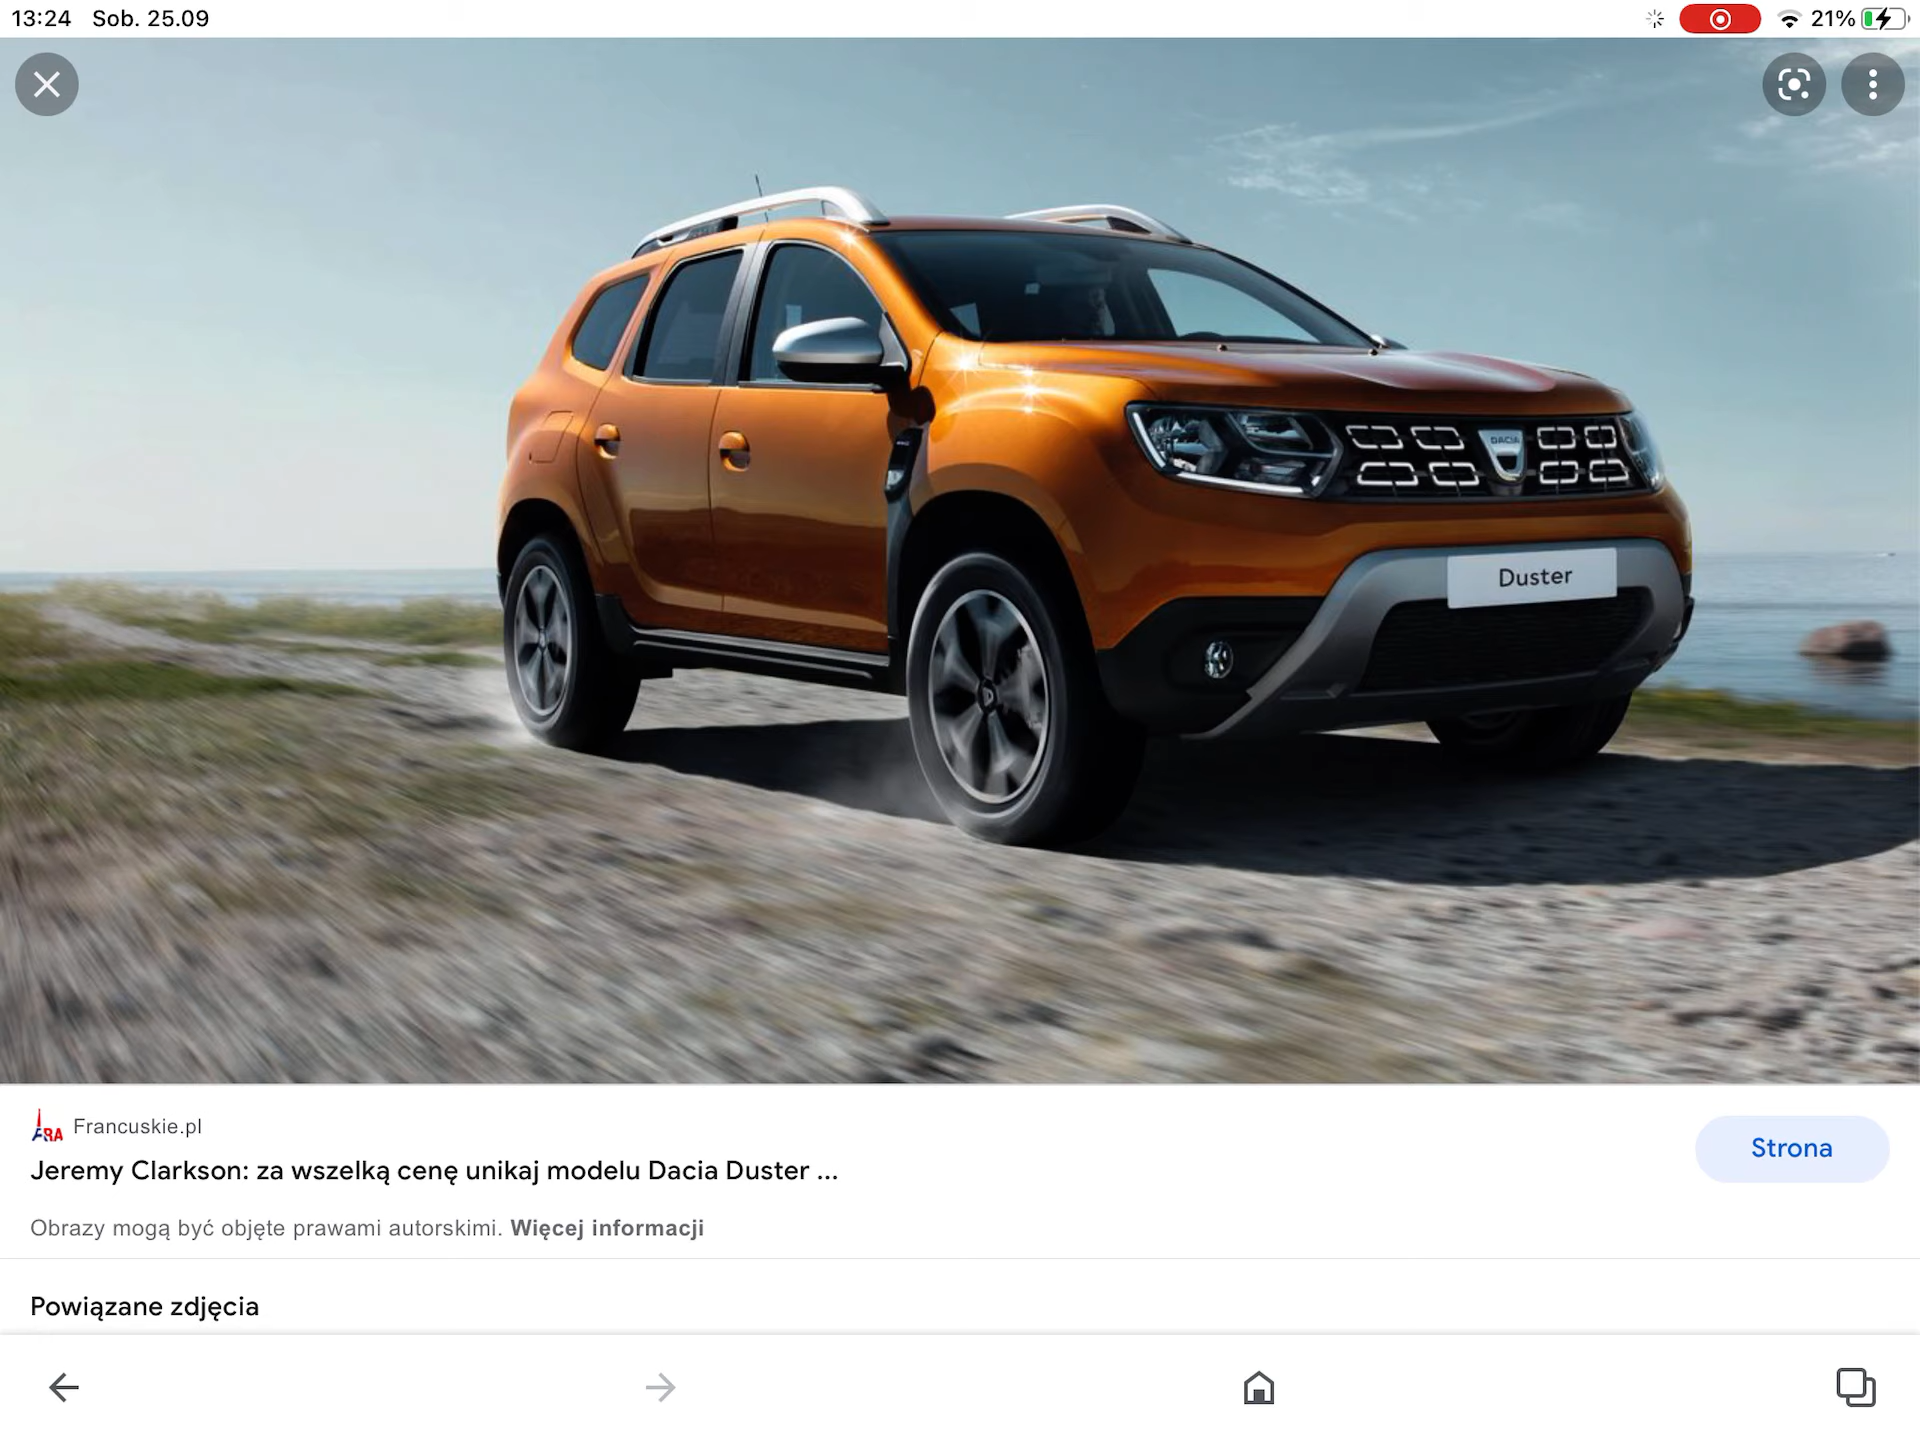 13:24 Sob. 25.09
21%
DACIA
Duster
Francuskie.pl
Jeremy Clarkson: za wszelką cenę unikaj modelu Dacia Duster ...
Strona
Obrazy mogą być objęte prawami autorskimi. Więcej informacji
Powiązane zdjęcia